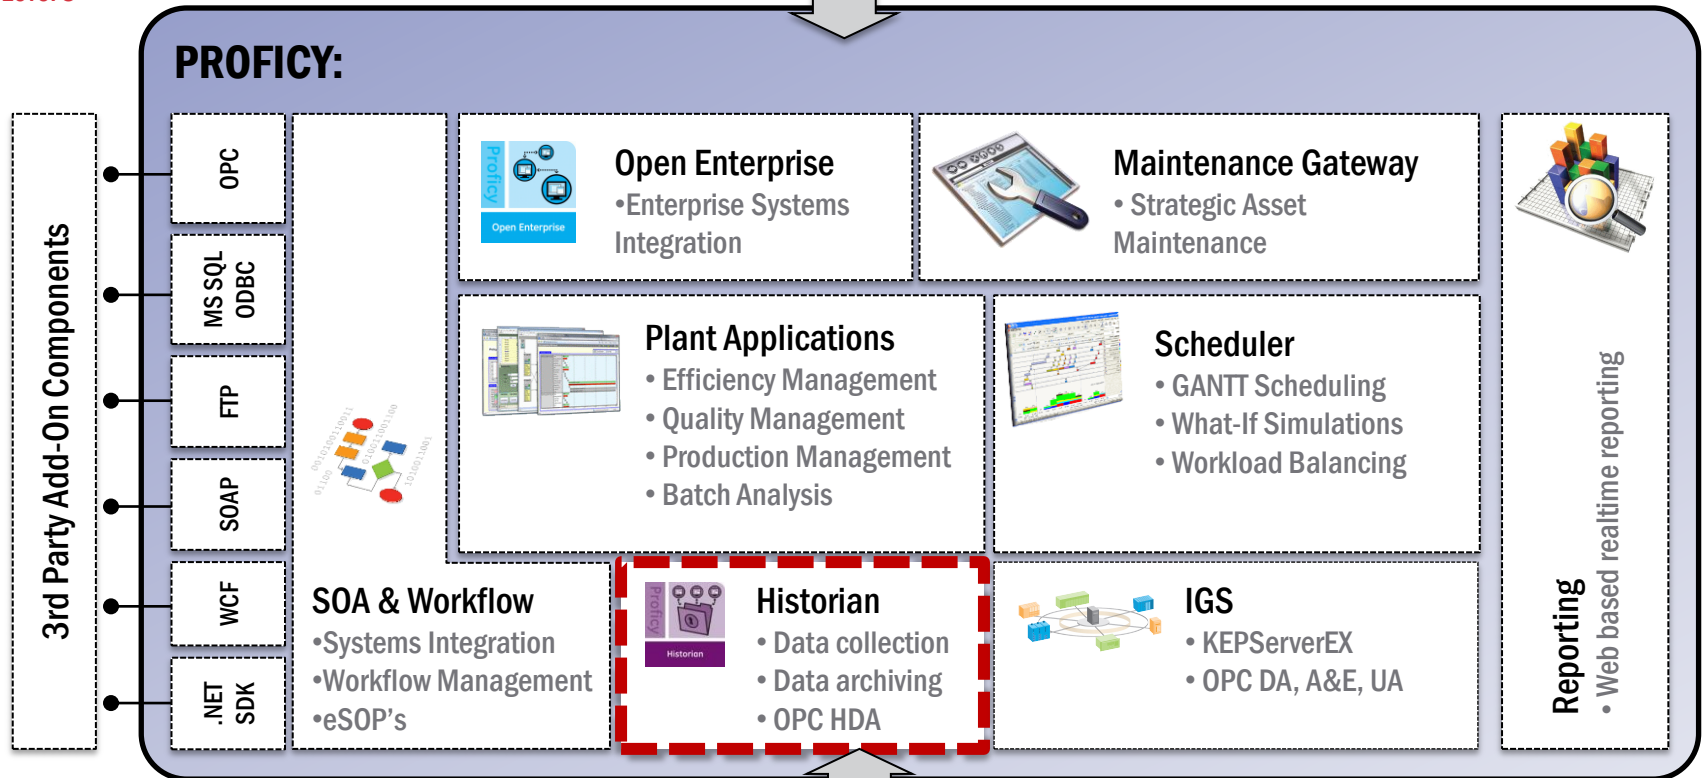 PROFICY:
3rd Party Add-On Components
OPC
MS SQL
ODBC
FTP
SOAP
WCF
.NET
SDK
Proficy
Open Enterprise
Open Enterprise
•Enterprise Systems
Integration
Maintenance Gateway
• Strategic Asset
Maintenance
Plant Applications
• Efficiency Management
• Quality Management
• Production Management
• Batch Analysis
Scheduler
• GANTT Scheduling
• What-If Simulations
• Workload Balancing
SOA & Workflow
•Systems Integration
•Workflow Management
•eSOP's
Proficy
Historian
Historian
• Data collection
• Data archiving
• OPC HDA
IGS
• KEPServerEX
• OPC DA, A&E, UA
Reporting
• Web based realtime reporting